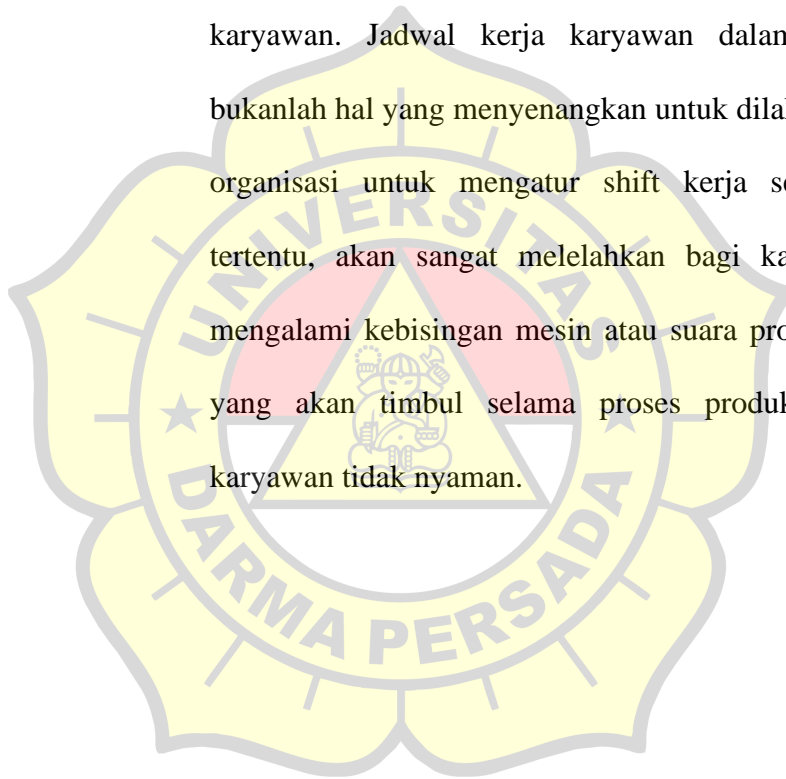 karyawan. Jadwal kerja karyawan dalam
bukanlah hal yang menyenangkan untuk
organisasi untuk mengatur shift kerja
tertentu, akan sangat melelahkan bagi
mengalami kebisingan mesin atau suara
yang akan timbul selama proses
karyawan tidak nyaman.
UNIVERSITAS
DARMA PERSADA